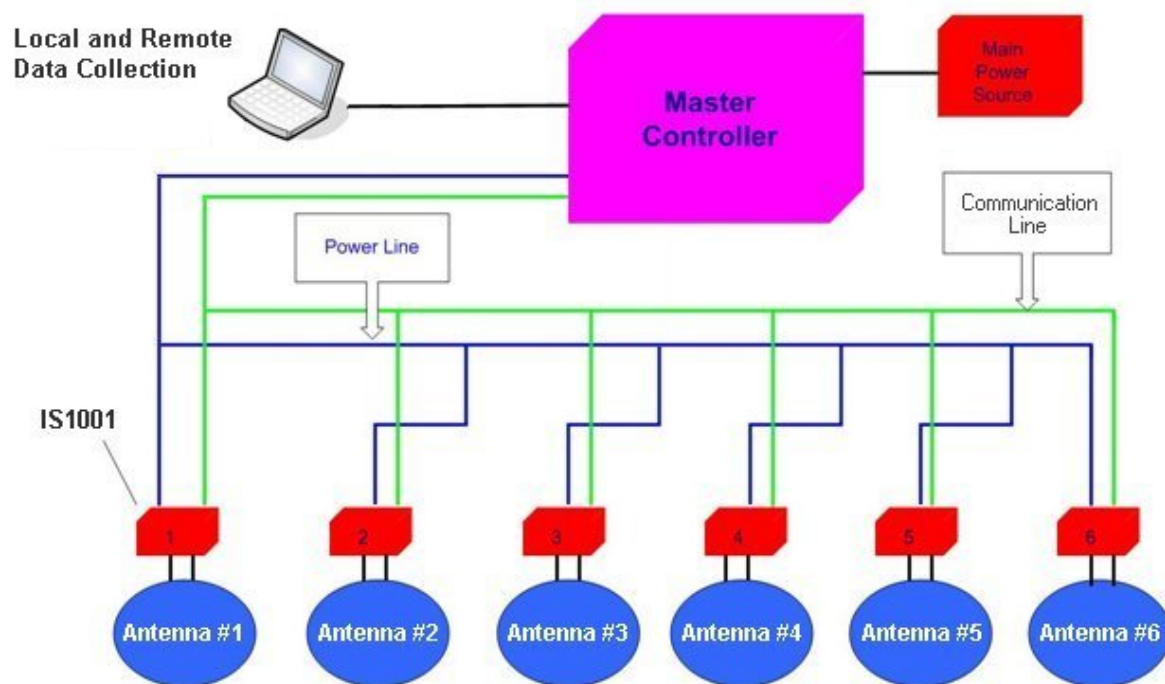 Local and Remote
Data Collection
Master
Controller
Main
Power
Source
Communication
Line
Power Line
IS1001
1
2
3
4
5
6
Antenna #1
Antenna #2
Antenna #3
Antenna #4
Antenna #5
Antenna #6